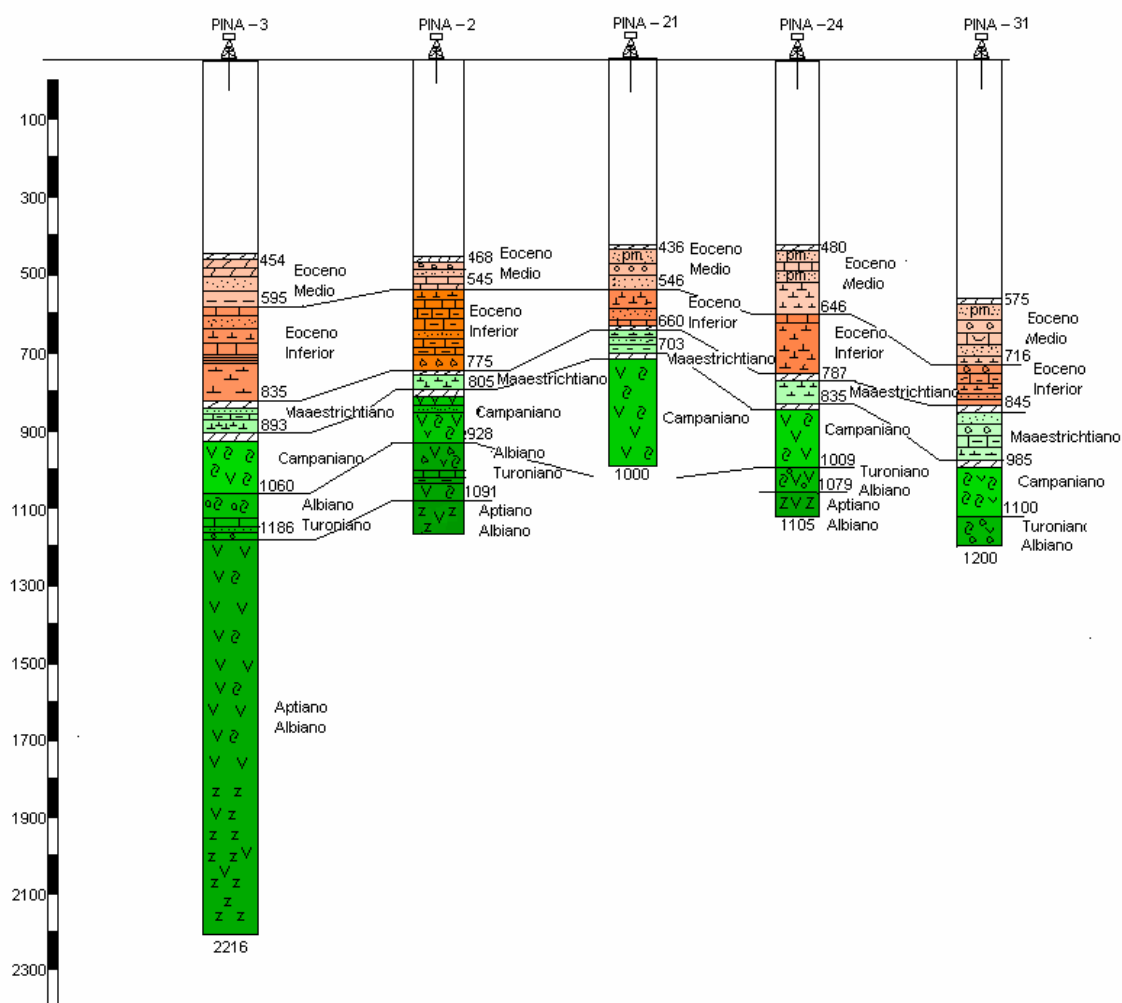 PINA – 3
PINA – 2
PINA – 21
PINA – 24
PINA – 31
100
300
500
700
900
1100
1300
1500
1700
1900
2100
2300
454
Eoceno
Medio
595
Eoceno
Inferior
835
Maaestrichtiano
893
Campaniano
1060
Albiano
Turoniano
1186
Aptiano
Albiano
2216
468
Eoceno
Medio
545
Eoceno
Inferior
775
805
Maaestrichtiano
Campaniano
928
Albiano
Turoniano
1091
Aptiano
Albiano
pm.
436
Eoceno
Medio
546
Eoceno
Inferior
660
703
Maaestrichtiano
Campaniano
1000
pm.
pm.
480
Eoceno
Medio
646
Eoceno
Inferior
787
Maaestrichtiano
835
Campaniano
1009
Turoniano
Albiano
1079
Aptiano
Albiano
1105
575
pm.
Eoceno
Medio
716
Eoceno
Inferior
845
Maaestrichtiano
985
Campaniano
1100
Turoniano
Albiano
1200